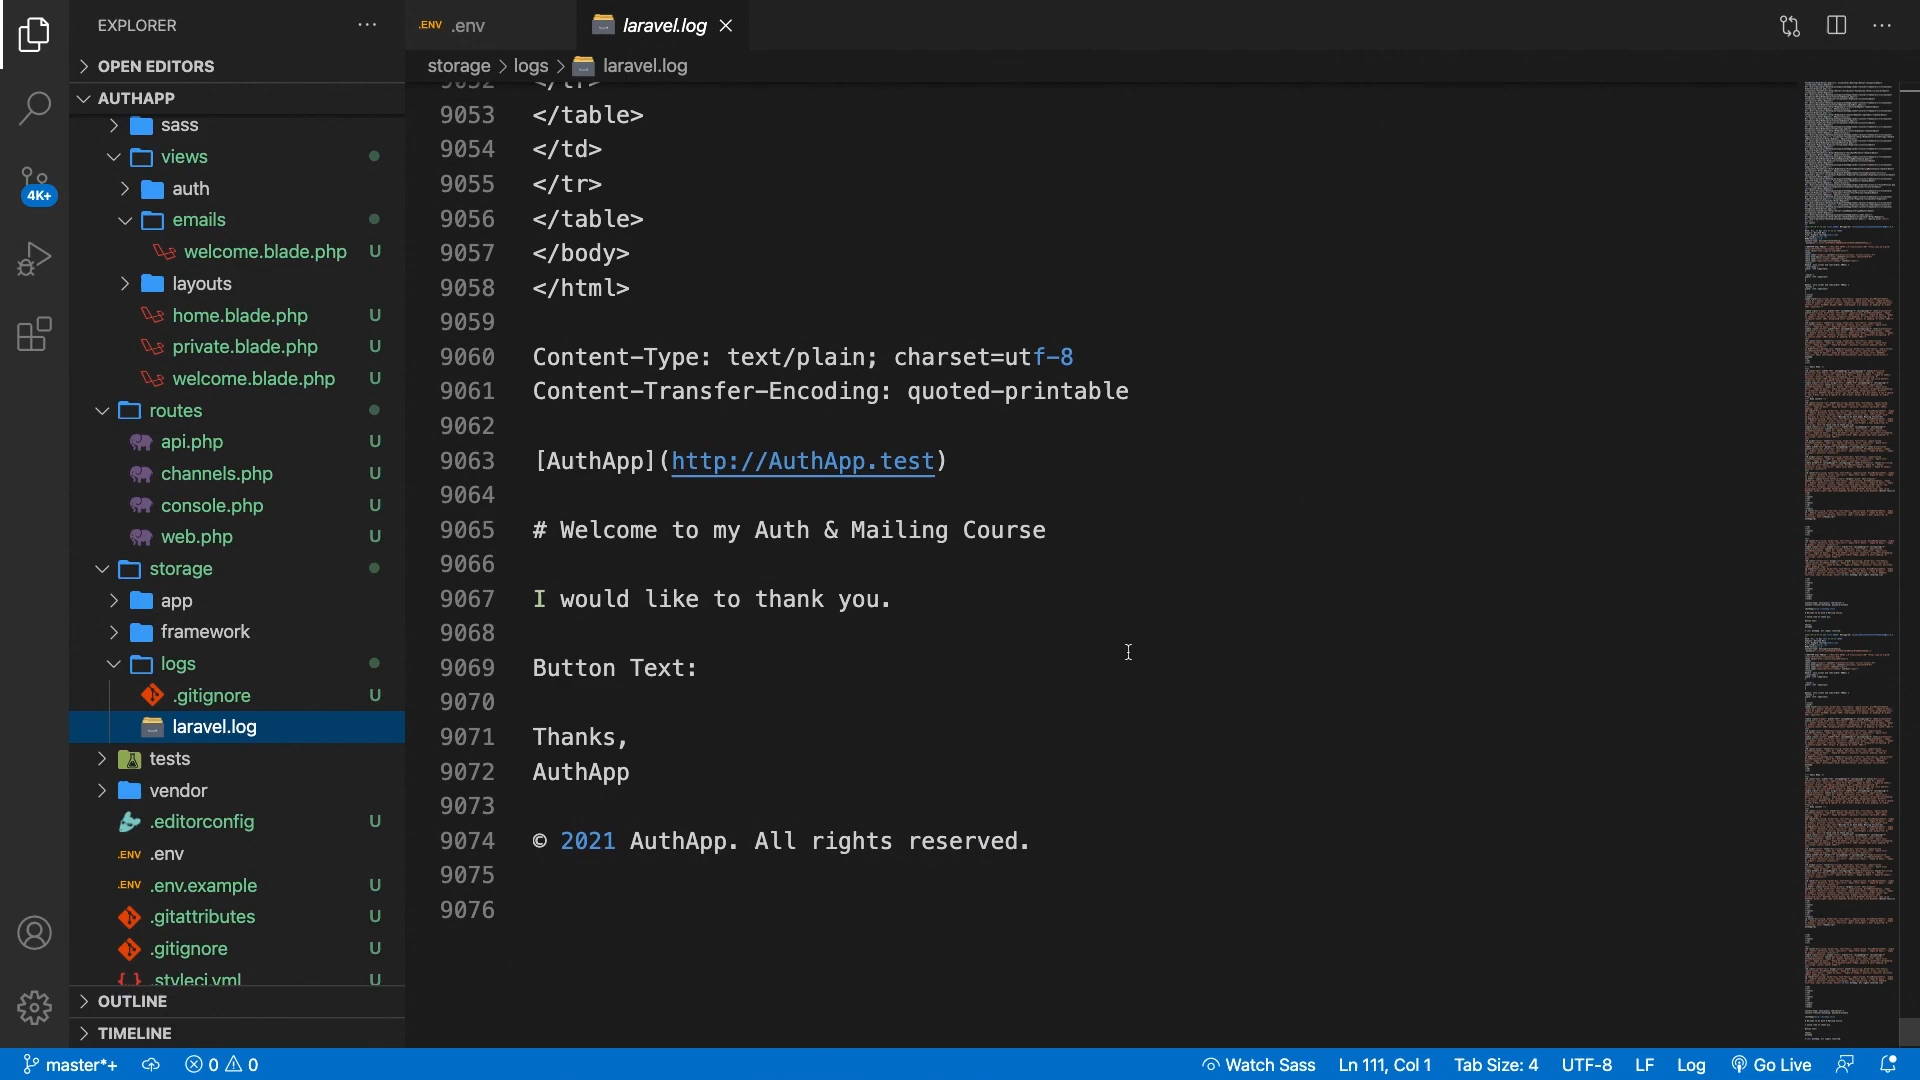 EXPLORER
OPEN EDITORS
AUTHAPP
sass
views
auth
emails
welcome.blade.php U
layouts
home.blade.php U
private.blade.php U
welcome.blade.php U
routes
api.php U
channels.php U
console.php U
web.php U
storage
app
framework
logs
.gitignore U
laravel.log
tests
vendor
.editorconfig U
.ENV .env
.ENV .env.example U
.gitattributes U
.gitignore U
.styleci.yml U
OUTLINE
TIMELINE
4K+
.ENV .env
laravel.log
storage > logs > laravel.log
9052 </tr>
9053 </table>
9054 </td>
9055 </tr>
9056 </table>
9057 </body>
9058 </html>
9059
9060 Content-Type: text/plain; charset=utf-8
9061 Content-Transfer-Encoding: quoted-printable
9062
9063 [AuthApp](http://AuthApp.test)
9064
9065 # Welcome to my Auth & Mailing Course
9066
9067 I would like to thank you.
9068
9069 Button Text:
9070
9071 Thanks,
9072 AuthApp
9073
9074 © 2021 AuthApp. All rights reserved.
9075
9076
master*+ 0 0 Watch Sass Ln 111, Col 1 Tab Size: 4 UTF-8 LF Log Go Live